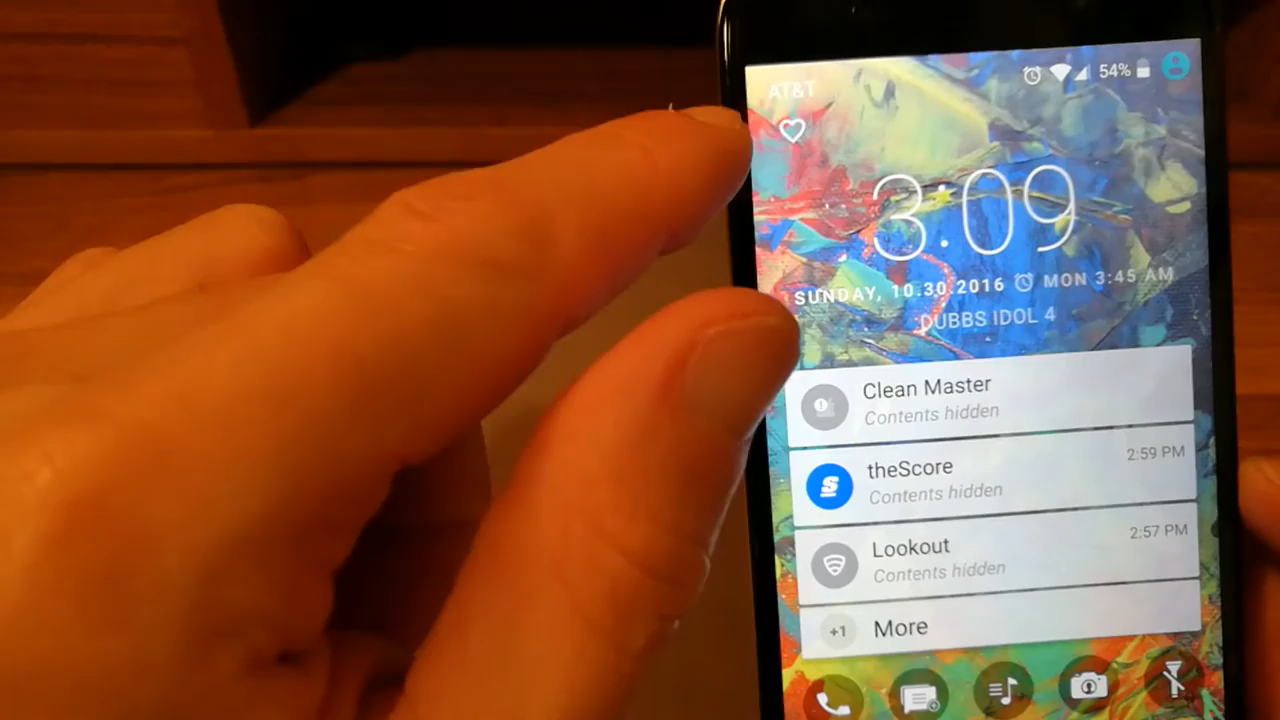 AT&T
54%
3:09
SUNDAY, 10.30.2016 MON 3:45 AM
DUBBS IDOL 4
Clean Master
Contents hidden
theScore 2:59 PM
Contents hidden
Lookout 2:57 PM
Contents hidden
+1 More